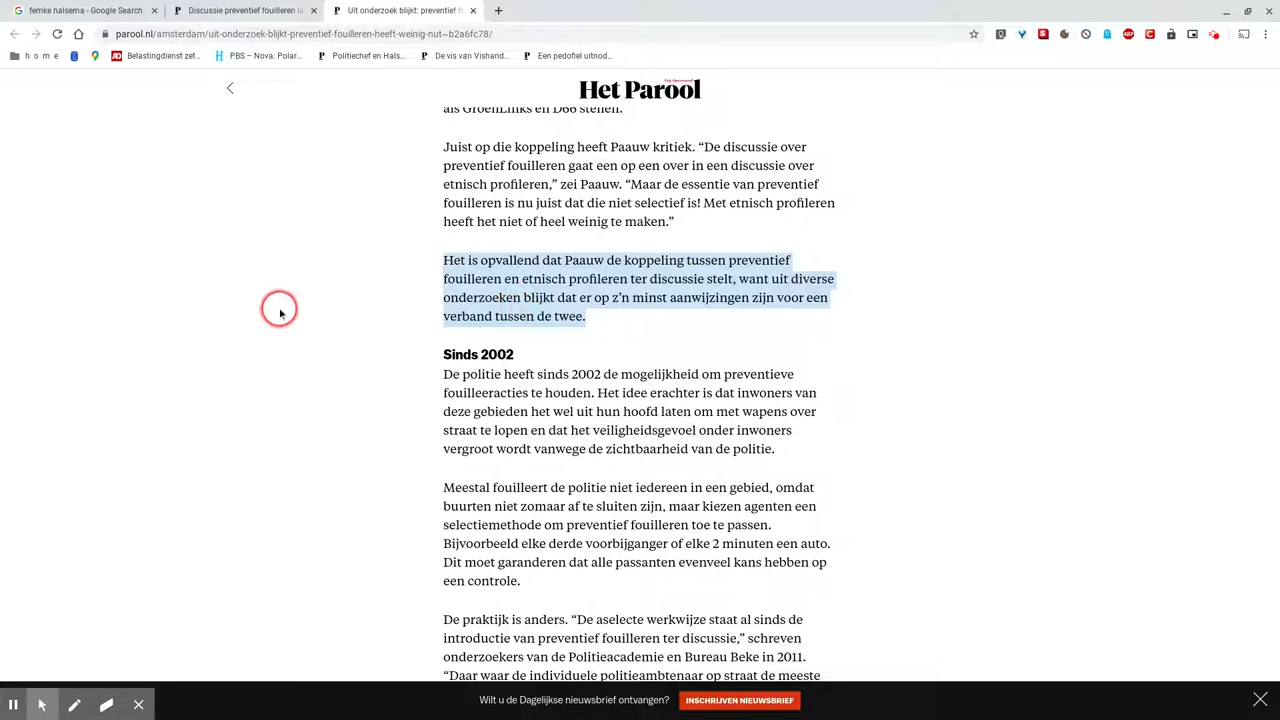 femke halsema - Google Search
Discussie preventief fouilleren la
Uit onderzoek blijkt: preventief f
parool.nl/amsterdam/uit-onderzoek-blijkt-preventief-fouilleren-heeft-weinig-nut~b2a6fc78/
h o m e
Belastingdienst zet...
PBS – Nova: Polar...
Politiechef en Hals...
De vis van Vishand...
Een pedofiel uitnod...
Het Parool
als GroenLinks en D66 stellen.
Juist op die koppeling heeft Paauw kritiek. “De discussie over
preventief fouilleren gaat een op een over in een discussie over
etnisch profileren,” zei Paauw. “Maar de essentie van preventief
fouilleren is nu juist dat die niet selectief is! Met etnisch profileren
heeft het niet of heel weinig te maken.”
Het is opvallend dat Paauw de koppeling tussen preventief
fouilleren en etnisch profileren ter discussie stelt, want uit diverse
onderzoeken blijkt dat er op z’n minst aanwijzingen zijn voor een
verband tussen de twee.
Sinds 2002
De politie heeft sinds 2002 de mogelijkheid om preventieve
fouilleeracties te houden. Het idee erachter is dat inwoners van
deze gebieden het wel uit hun hoofd laten om met wapens over
straat te lopen en dat het veiligheidsgevoel onder inwoners
vergroot wordt vanwege de zichtbaarheid van de politie.
Meestal fouilleert de politie niet iedereen in een gebied, omdat
buurten niet zomaar af te sluiten zijn, maar kiezen agenten een
selectiemethode om preventief fouilleren toe te passen.
Bijvoorbeeld elke derde voorbijganger of elke 2 minuten een auto.
Dit moet garanderen dat alle passanten evenveel kans hebben op
een controle.
De praktijk is anders. “De aselecte werkwijze staat al sinds de
introductie van preventief fouilleren ter discussie,” schreven
onderzoekers van de Politieacademie en Bureau Beke in 2011.
“Daar waar de individuele politieambtenaar op straat de meeste
Wilt u de Dagelijkse nieuwsbrief ontvangen?
INSCHRIJVEN NIEUWSBRIEF